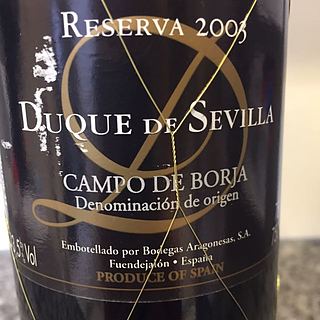 RESERVA 2003
DUQUE DE SEVILLA
CAMPO DE BORJA
Denominación de origen
Embotellado por Bodegas Aragonesas, S.A.
Fuendejalón • España
PRODUCE OF SPAIN